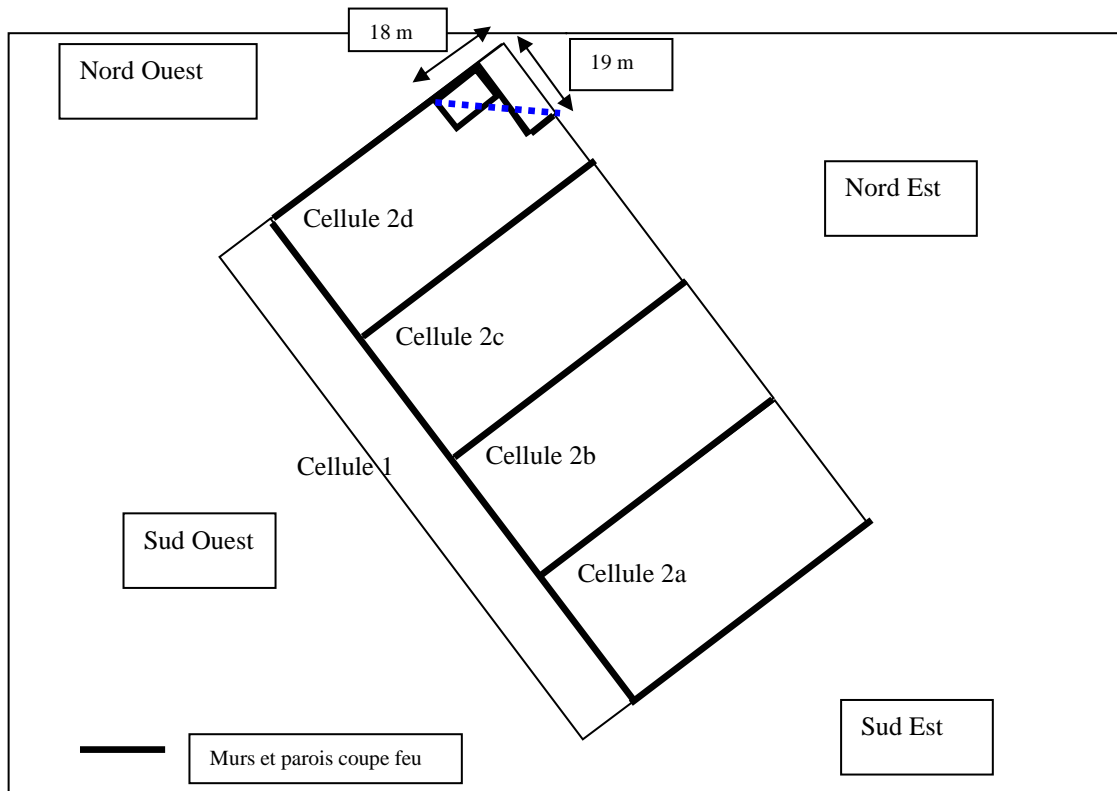 18 m
Nord Ouest
19 m
Nord Est
Cellule 2d
Cellule 2c
Cellule 2b
Cellule 1
Sud Ouest
Cellule 2a
Sud Est
Murs et parois coupe feu